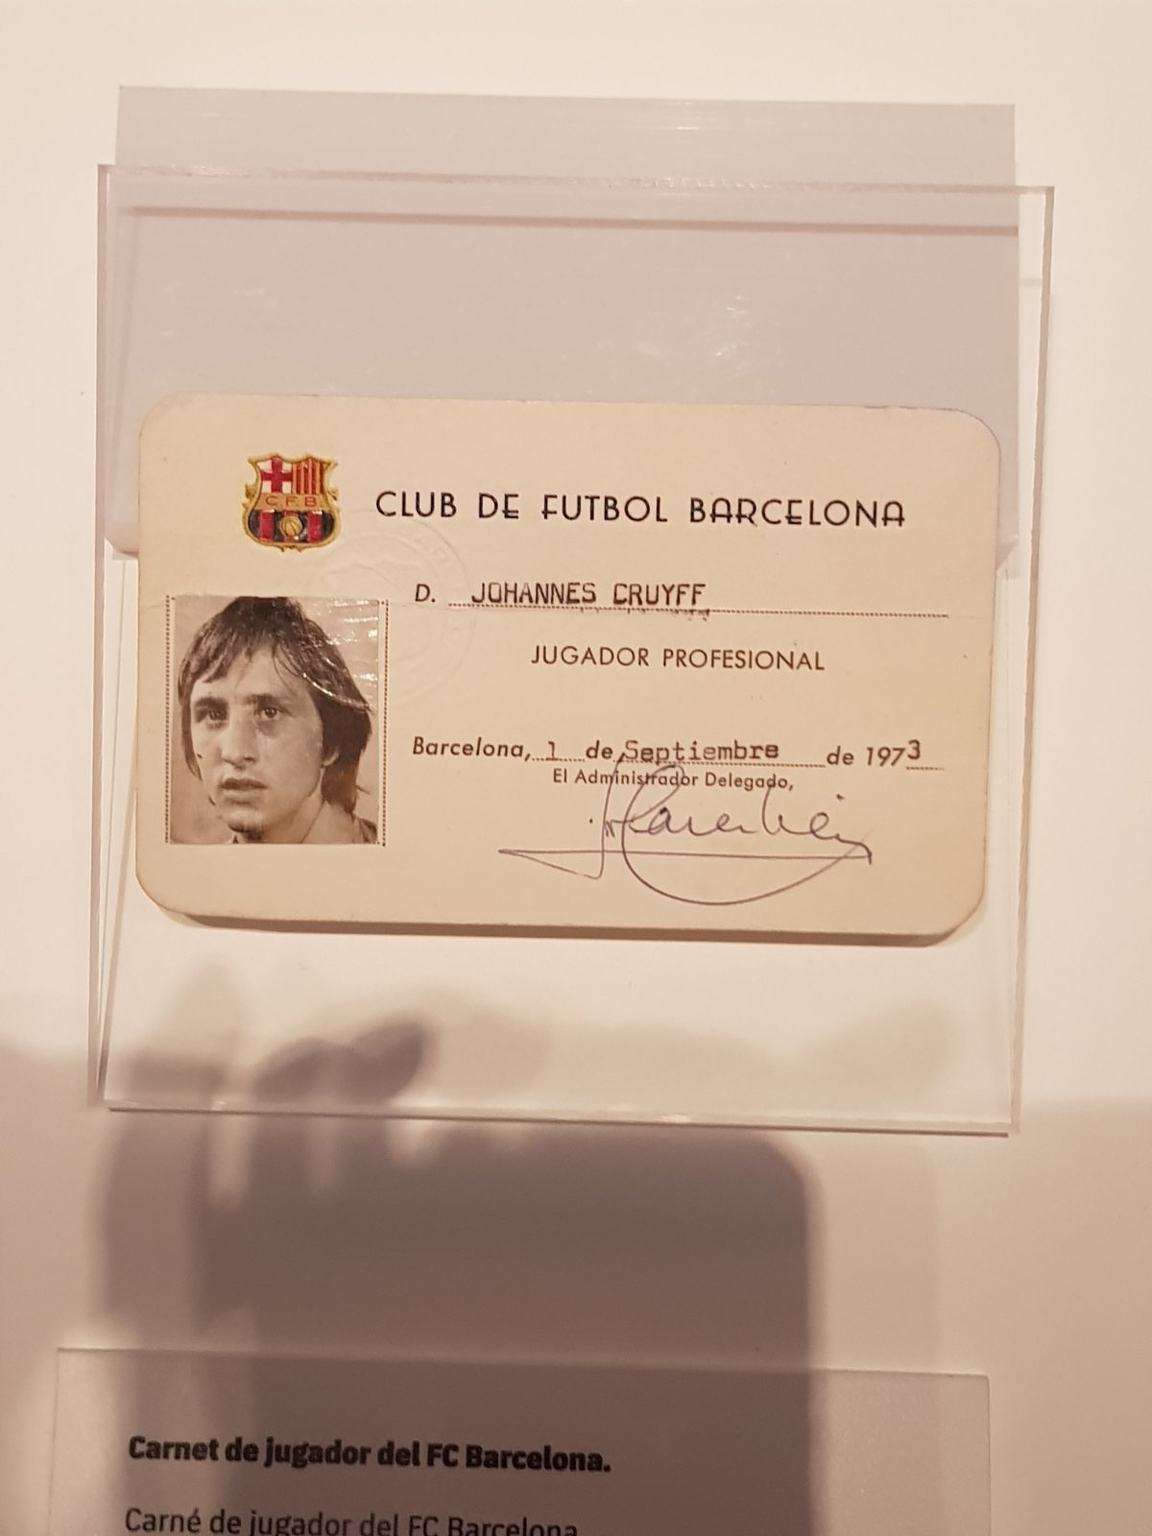 CFB
CLUB DE FUTBOL BARCELONA
D. JOHANNES CRUYFF
JUGADOR PROFESIONAL
Barcelona, 1 de Septiembre de 1973
El Administrador Delegado,
Carnet de jugador del FC Barcelona.
Carné de jugador del FC Barcelona